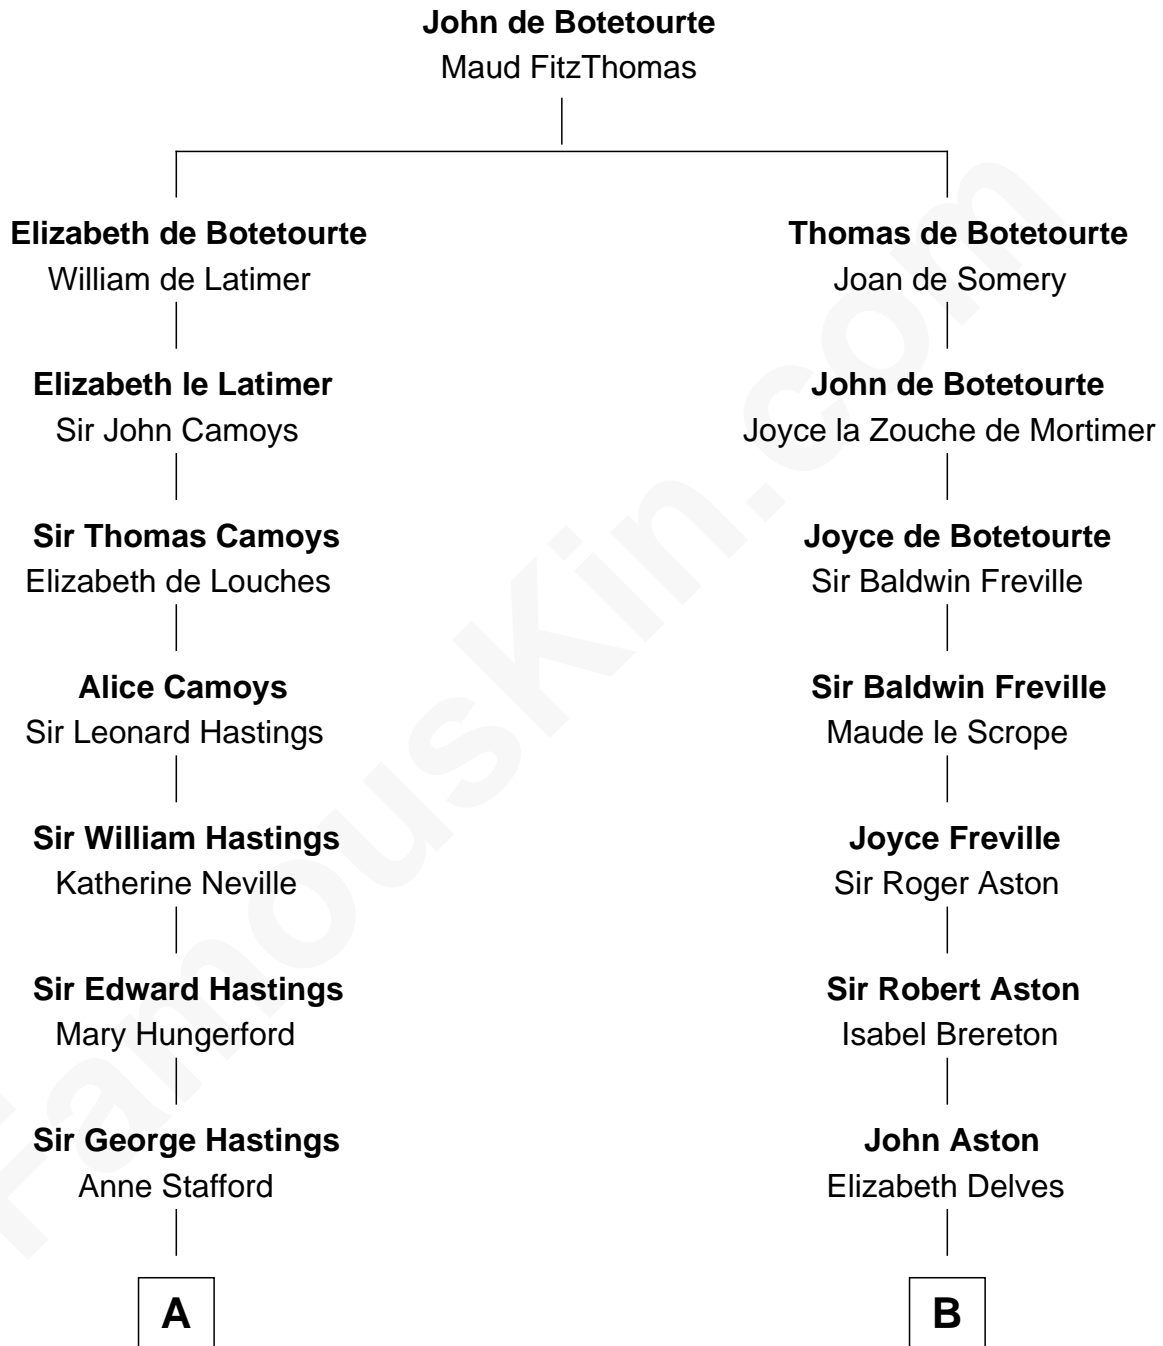 John de Botetourte
Maud FitzThomas
Elizabeth de Botetourte
William de Latimer
Thomas de Botetourte
Joan de Somery
Elizabeth le Latimer
Sir John Camoys
John de Botetourte
Joyce la Zouche de Mortimer
Sir Thomas Camoys
Elizabeth de Louches
Joyce de Botetourte
Sir Baldwin Freville
Alice Camoys
Sir Leonard Hastings
Sir Baldwin Freville
Maude le Scrope
Sir William Hastings
Katherine Neville
Joyce Freville
Sir Roger Aston
Sir Edward Hastings
Mary Hungerford
Sir Robert Aston
Isabel Brereton
Sir George Hastings
Anne Stafford
John Aston
Elizabeth Delves
A
B
FamousKin.com